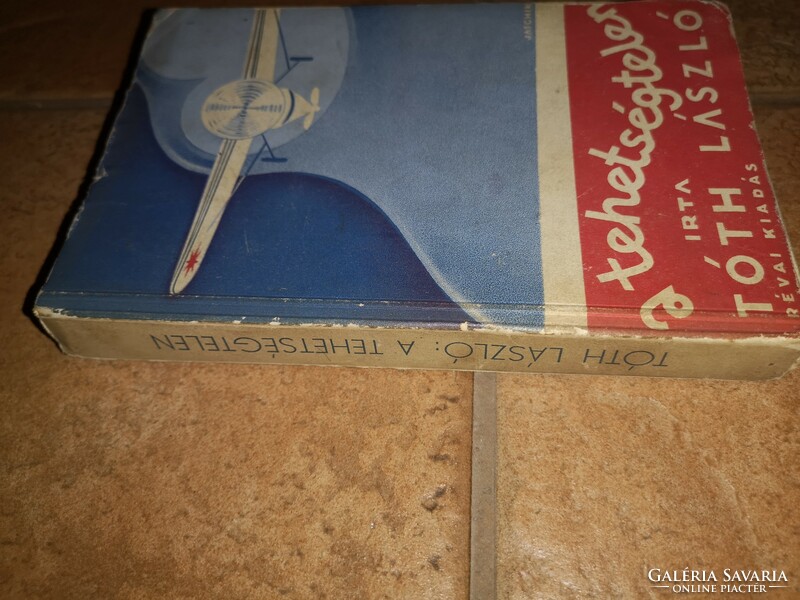 a tehetségtelen
IRTA
TÓTH LÁSZLÓ
RÉVAI KIADÁS
TÓTH LÁSZLÓ: A TEHETSÉGTELEN
GALÉRIA SAVARIA
ONLINE PIACTÉR